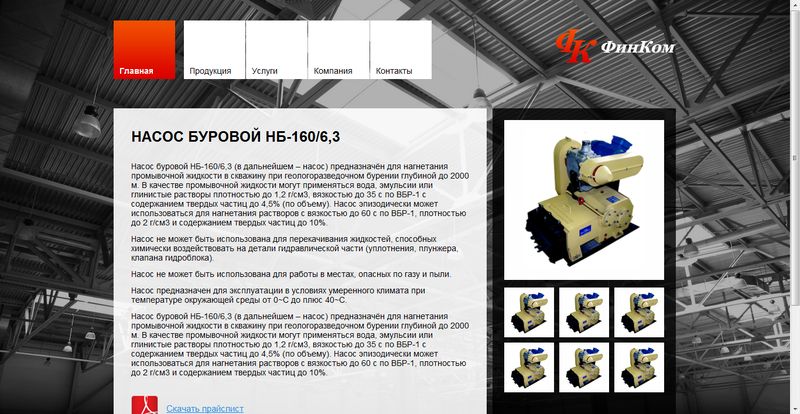 Главная
Продукция
Услуги
Компания
Контакты
ФК ФинКом
НАСОС БУРОВОЙ НБ-160/6,3
Насос буровой НБ-160/6,3 (в дальнейшем – насос) предназначён для нагнетания
промывочной жидкости в скважину при геологоразведочном бурении глубиной до 2000
м. В качестве промывочной жидкости могут применяться вода, эмульсии или
глинистые растворы плотностью до 1,2 г/см3, вязкостью до 35 с по ВБР-1 с
содержанием твердых частиц до 4,5% (по объему). Насос эпизодически может
использоваться для нагнетания растворов с вязкостью до 60 с по ВБР-1, плотностью
до 2 г/см3 и содержанием твердых частиц до 10%.
Насос не может быть использована для перекачивания жидкостей, способных
химически воздействовать на детали гидравлической части (уплотнения, плунжера,
клапана гидроблока).
Насос не может быть использована для работы в местах, опасных по газу и пыли.
Насос предназначен для эксплуатации в условиях умеренного климата при
температуре окружающей среды от 0~С до плюс 40~С.
Насос буровой НБ-160/6,3 (в дальнейшем – насос) предназначён для нагнетания
промывочной жидкости в скважину при геологоразведочном бурении глубиной до 2000
м. В качестве промывочной жидкости могут применяться вода, эмульсии или
глинистые растворы плотностью до 1,2 г/см3, вязкостью до 35 с по ВБР-1 с
содержанием твердых частиц до 4,5% (по объему). Насос эпизодически может
использоваться для нагнетания растворов с вязкостью до 60 с по ВБР-1, плотностью
до 2 г/см3 и содержанием твердых частиц до 10%.
Скачать прайслист